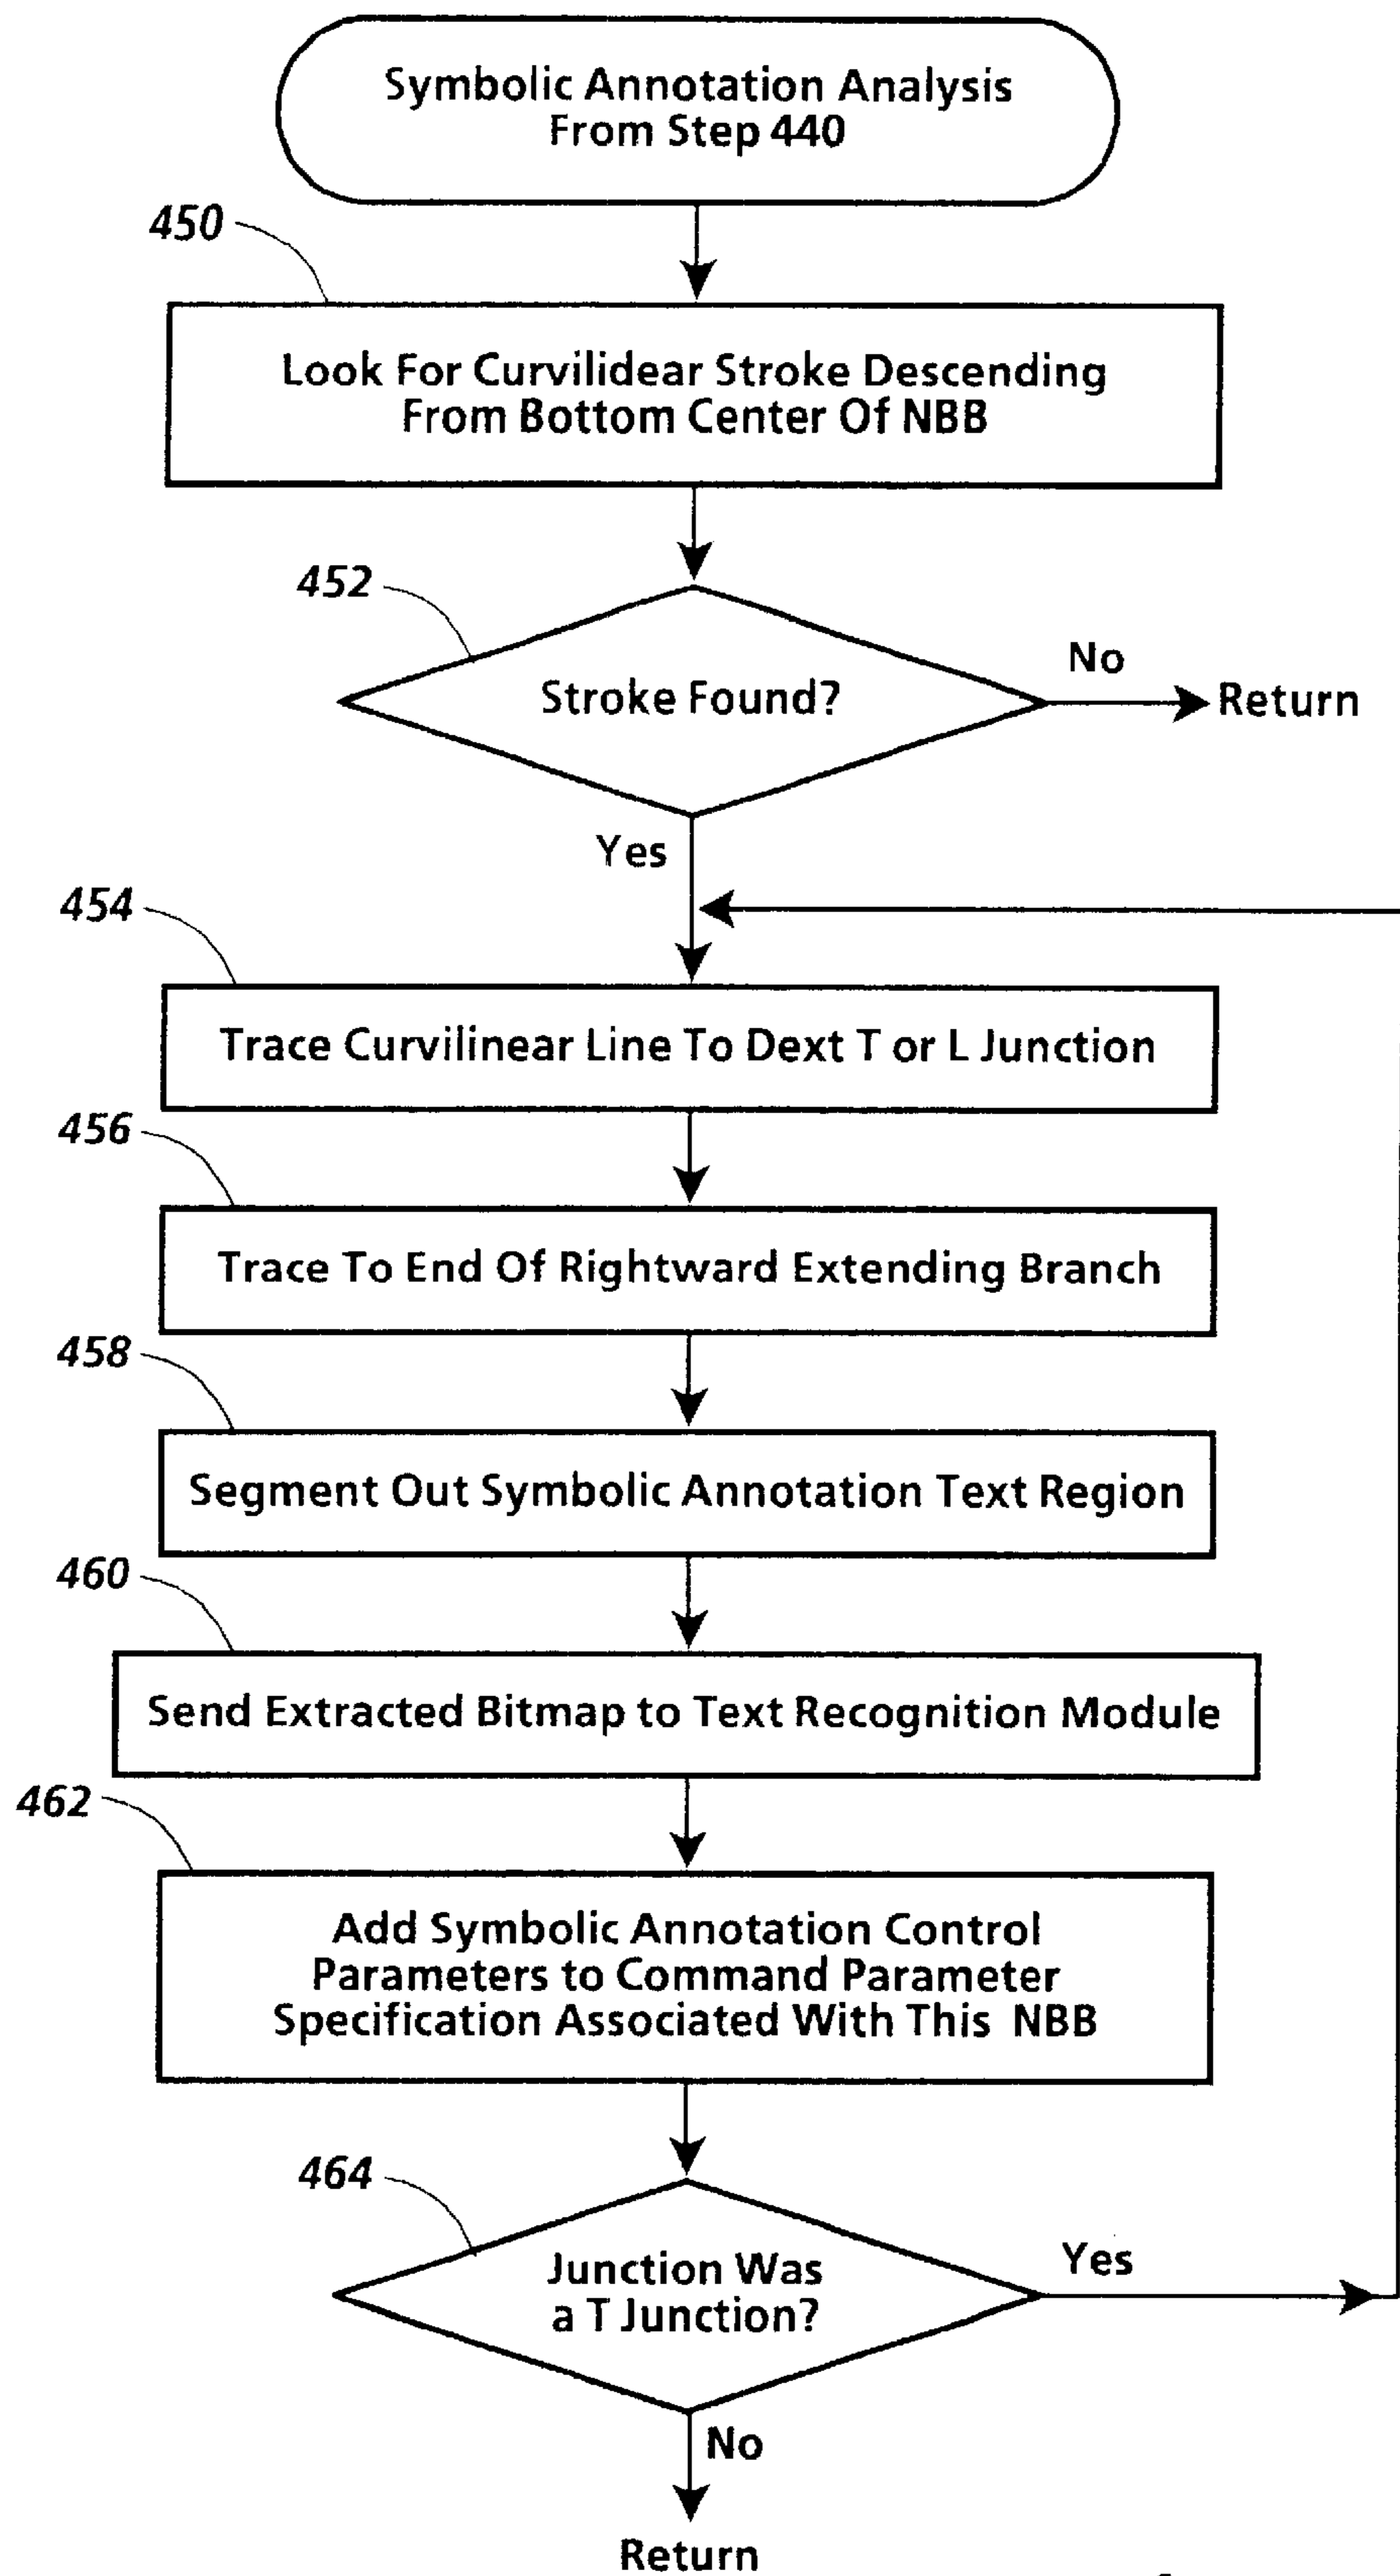 Symbolic Annotation Analysis
From Step 440
450
Look For Curvilidear Stroke Descending
From Bottom Center Of NBB
452
Stroke Found?
No
Return
Yes
454
Trace Curvilinear Line To Dext T or L Junction
456
Trace To End Of Rightward Extending Branch
458
Segment Out Symbolic Annotation Text Region
460
Send Extracted Bitmap to Text Recognition Module
462
Add Symbolic Annotation Control
Parameters to Command Parameter
Specification Associated With This NBB
464
Junction Was
a T Junction?
Yes
No
Return